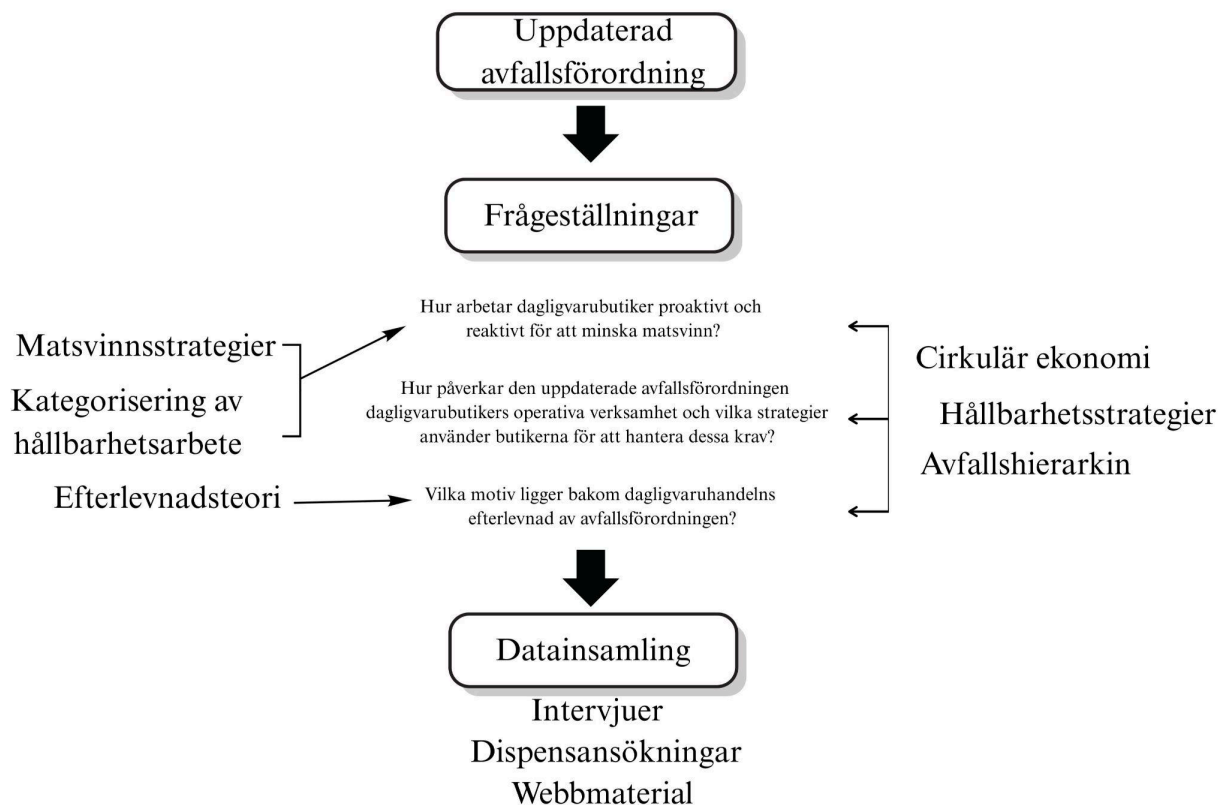 Uppdaterad
avfallsförordning
Frågeställningar
Hur arbetar dagligvarubutiker proaktivt och
reaktivt för att minska matsvinn?
Matsvinnsstrategier
Kategorisering av
hållbarhetsarbete
Hur påverkar den uppdaterade avfallsförordningen
dagligvarubutikers operativa verksamhet och vilka strategier
använder butikerna för att hantera dessa krav?
Cirkulär ekonomi
Hållbarhetsstrategier
Avfallshierarkin
Efterlevnadsteori
Vilka motiv ligger bakom dagligvaruhandelns
efterlevnad av avfallsförordningen?
Datainsamling
Intervjuer
Dispensansökningar
Webbmaterial